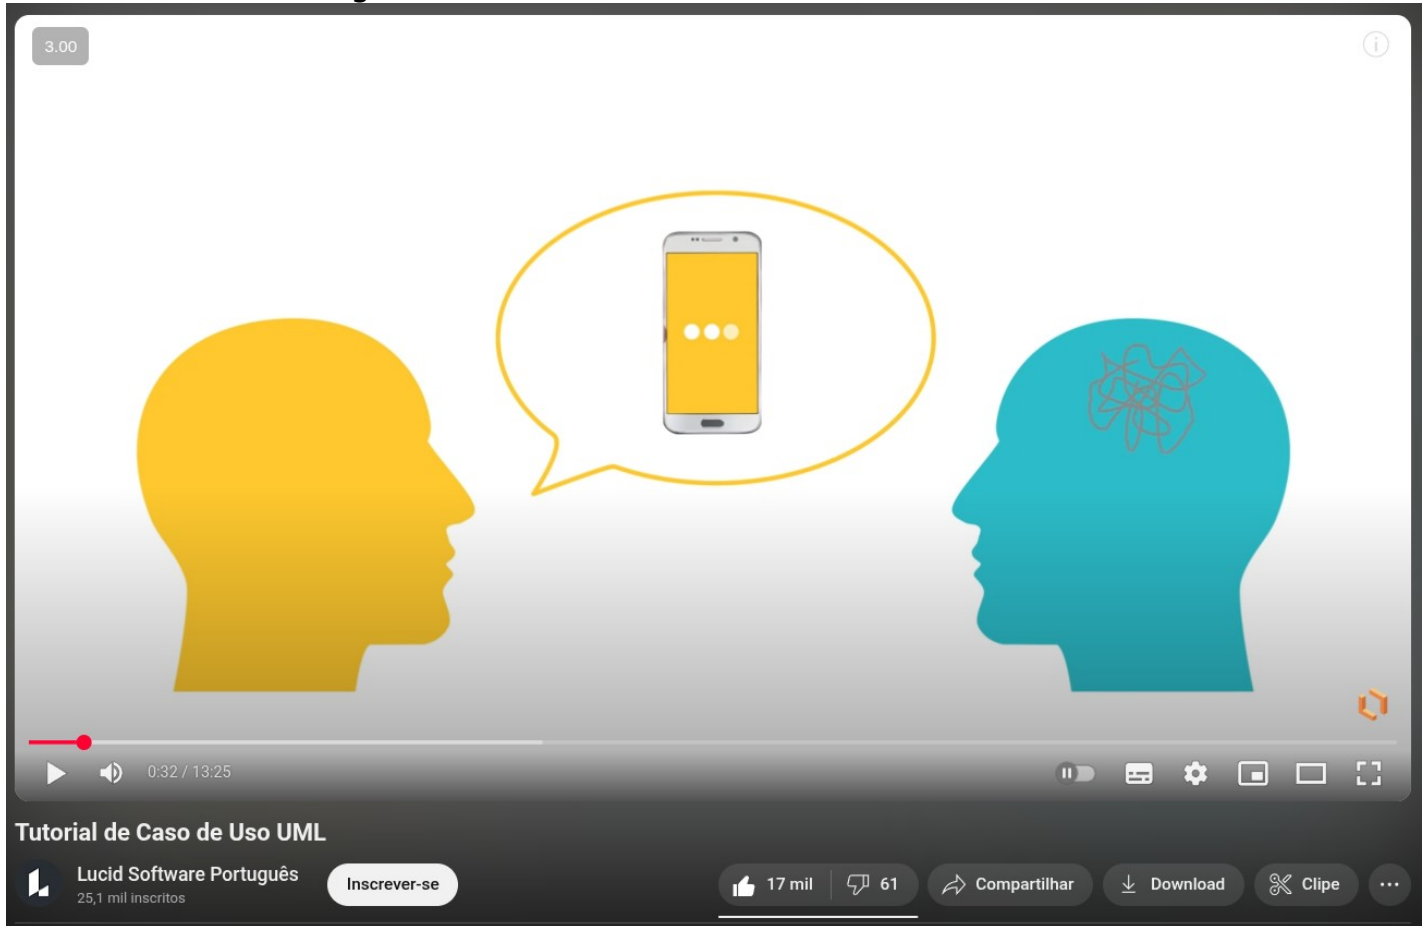 3.00
0:32 / 13:25
Tutorial de Caso de Uso UML
Lucid Software Português
25,1 mil inscritos
Inscrever-se
17 mil
61
Compartilhar
Download
Clipe